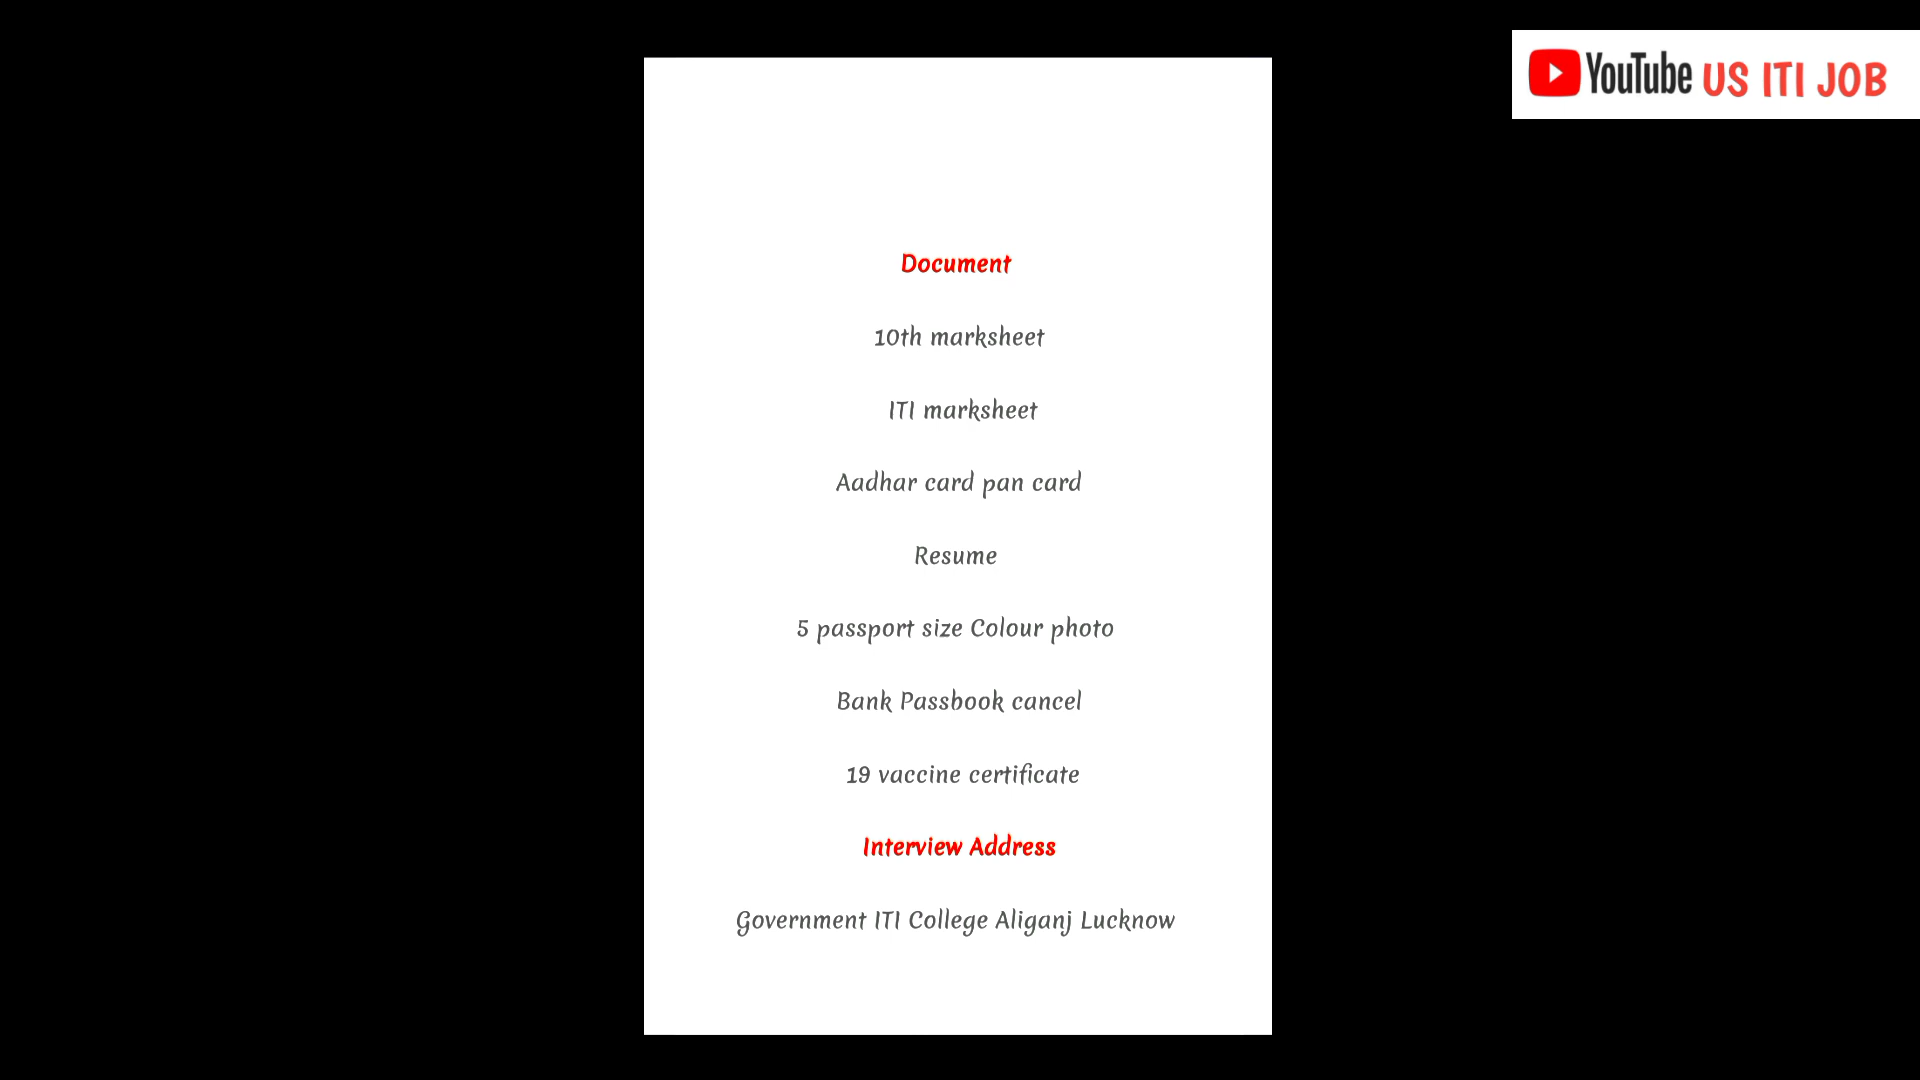 YouTube US ITI JOB
Document
10th marksheet
ITI marksheet
Aadhar card pan card
Resume
5 passport size Colour photo
Bank Passbook cancel
19 vaccine certificate
Interview Address
Government ITI College Aliganj Lucknow